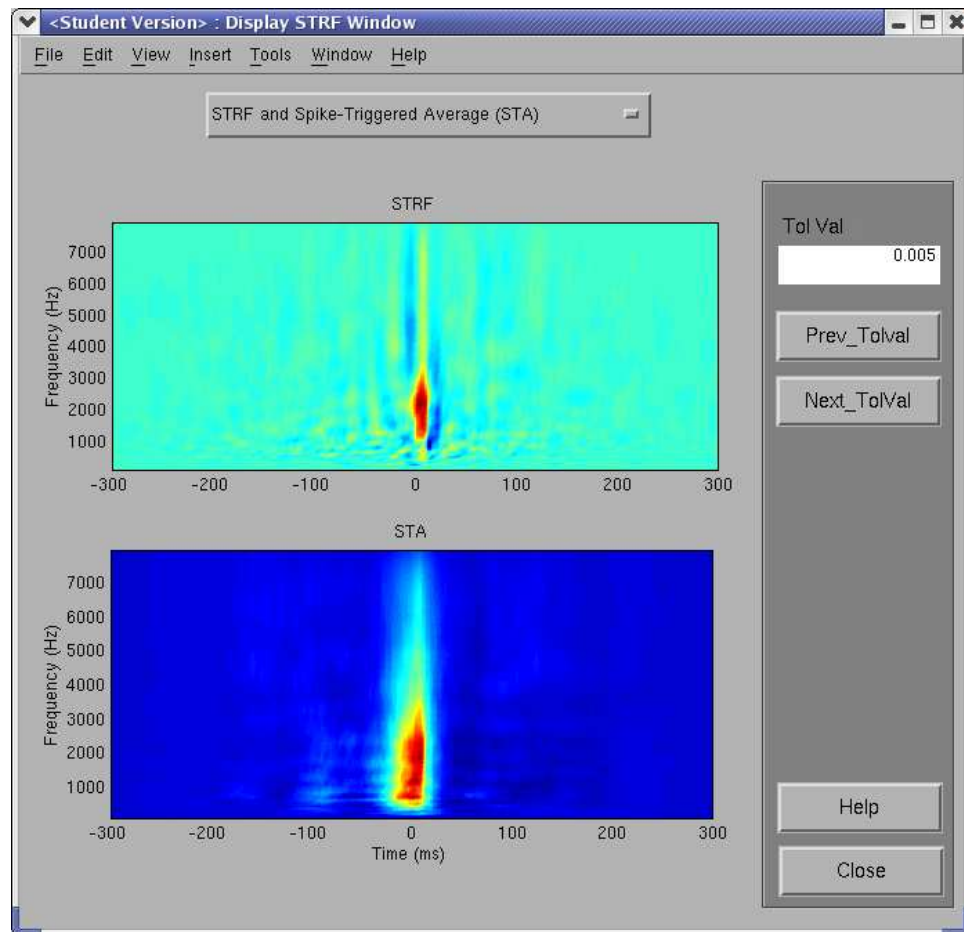 <Student Version> : Display STRF Window
File Edit View Insert Tools Window Help
STRF and Spike-Triggered Average (STA)
STRF
Frequency (Hz)
7000
6000
5000
4000
3000
2000
1000
-300 -200 -100 0 100 200 300
STA
Frequency (Hz)
7000
6000
5000
4000
3000
2000
1000
-300 -200 -100 0 100 200 300
Time (ms)
Tol Val
0.005
Prev_Tolval
Next_TolVal
Help
Close